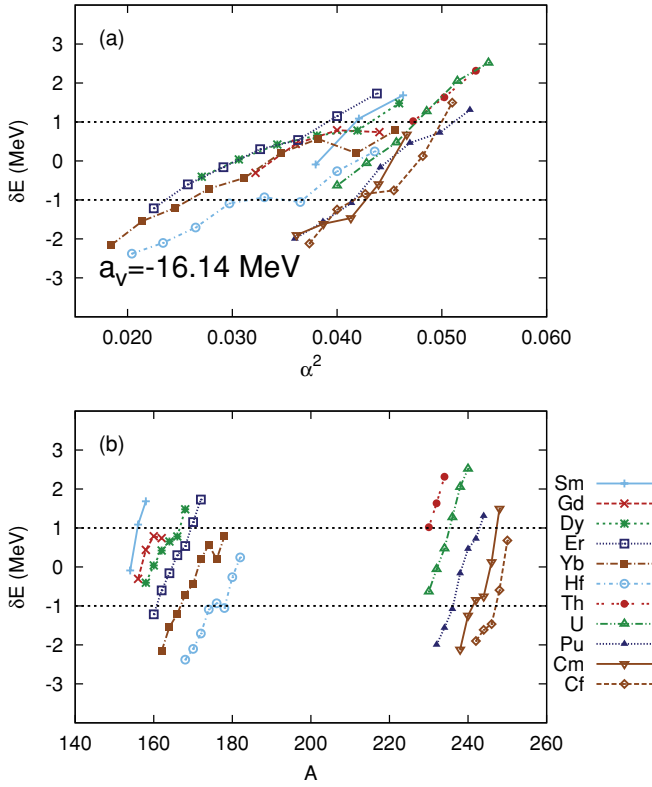 (a)
3
2
1
0
-1
-2
-3
δE (MeV)
a_v=-16.14 MeV
0.020 0.030 0.040 0.050 0.060
α²
(b)
3
2
1
0
-1
-2
-3
δE (MeV)
140 160 180 200 220 240 260
A
Sm
Gd
Dy
Er
Yb
Hf
Th
U
Pu
Cm
Cf